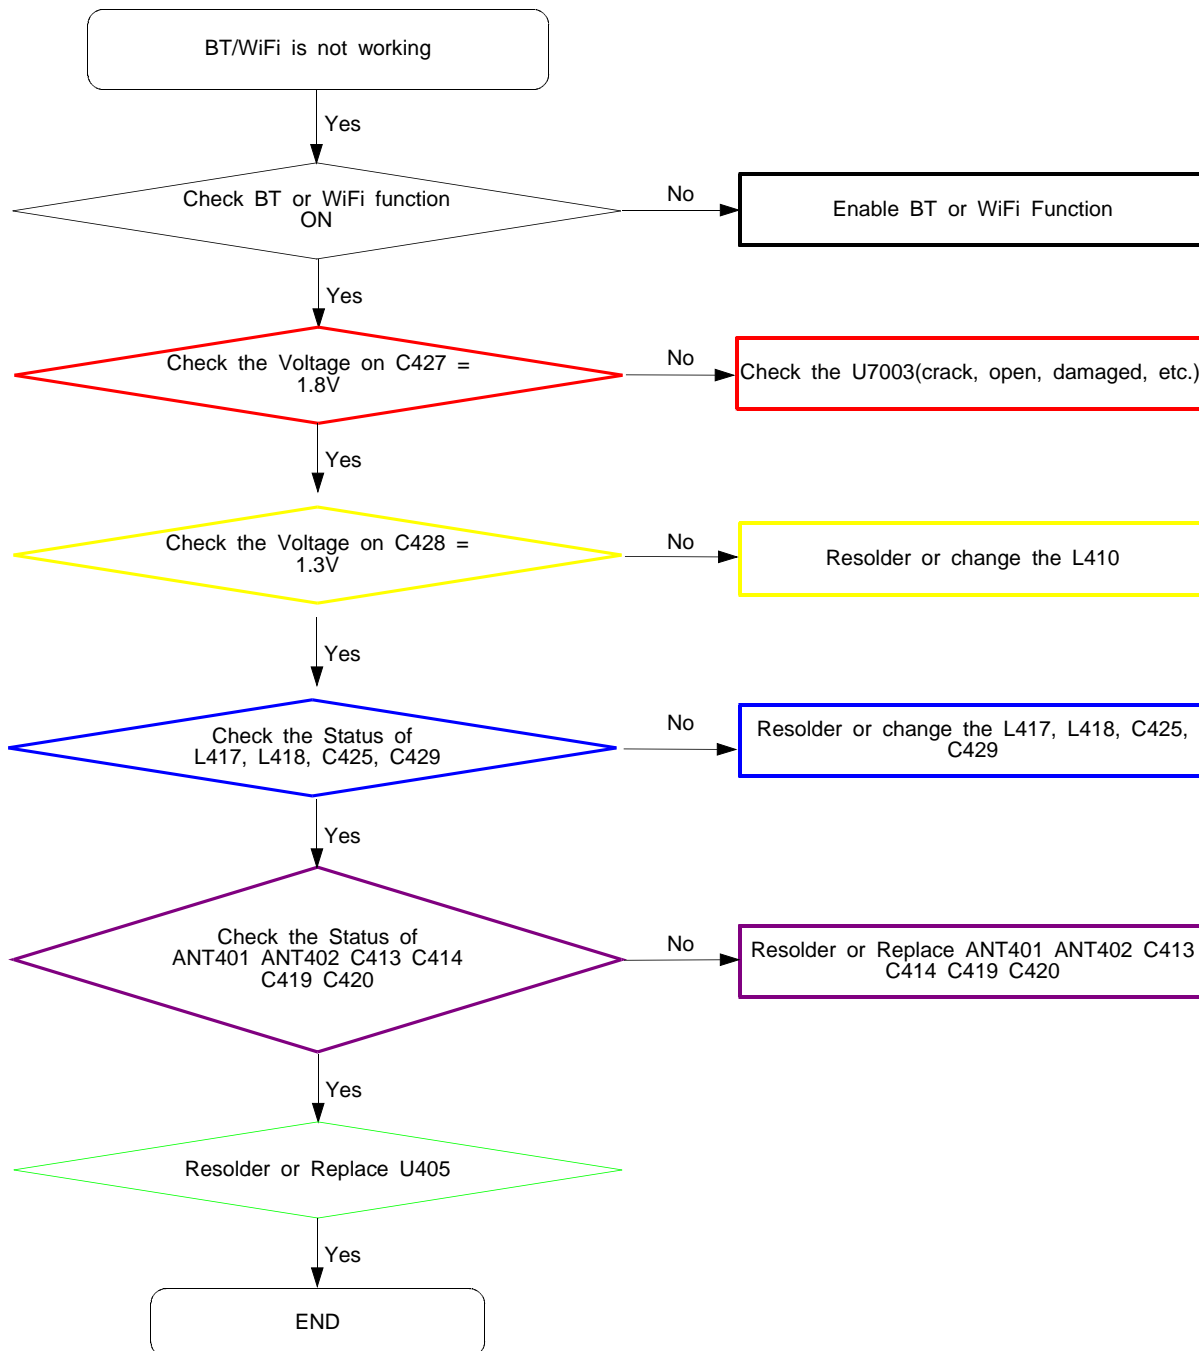 BT/WiFi is not working
Yes
Check BT or WiFi function
ON
No
Enable BT or WiFi Function
Yes
Check the Voltage on C427 =
1.8V
No
Check the U7003(crack, open, damaged, etc.)
Yes
Check the Voltage on C428 =
1.3V
No
Resolder or change the L410
Yes
Check the Status of
L417, L418, C425, C429
No
Resolder or change the L417, L418, C425,
C429
Yes
Check the Status of
ANT401 ANT402 C413 C414
C419 C420
No
Resolder or Replace ANT401 ANT402 C413
C414 C419 C420
Yes
Resolder or Replace U405
Yes
END